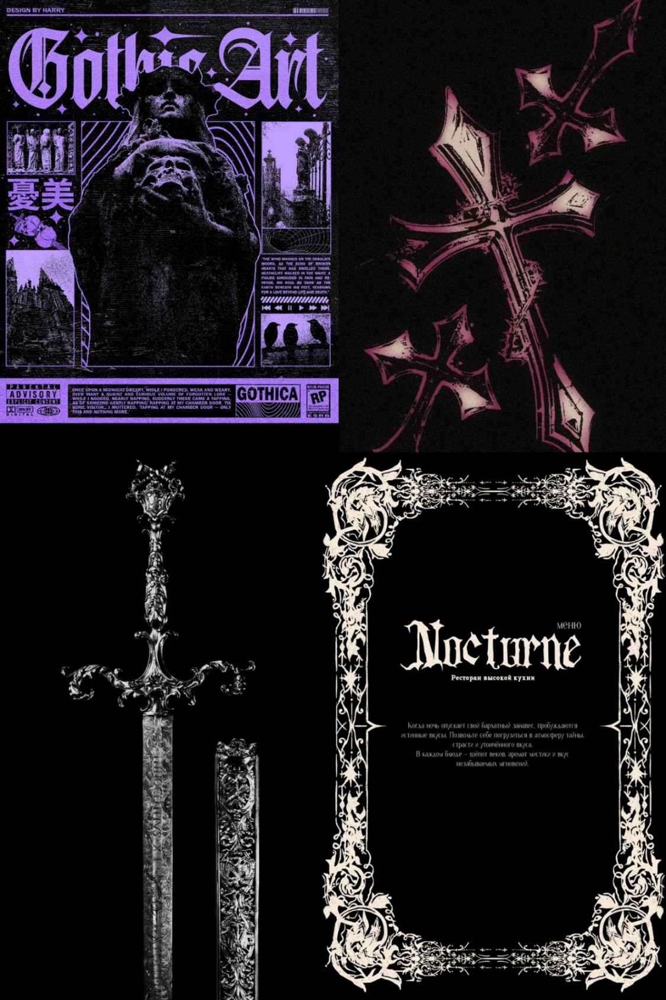 DESIGN BY HARRY
Gothic Art
憂美
"THE WIND MOANED ON THE DESOLATE
MOORS, AS THE ECHO OF BROKEN
HEARTS THAT HAD DWELLED THERE.
HEATHCLIFF WALKED IN THE NIGHT, A
FIGURE SHROUDED IN PAIN AND RE-
VENGE, HIS SOUL AS DARK AS THE
EARTH BENEATH HIS FEET, YEARNING
FOR A LOVE BEYOND LIFE AND DEATH."
PARENTAL
ADVISORY
EXPLICIT CONTENT
DOLBY
DIGITAL
ONCE UPON A MIDNIGHT DREARY, WHILE I PONDERED, WEAK AND WEARY,
OVER MANY A QUAINT AND CURIOUS VOLUME OF FORGOTTEN LORE —
WHILE I NODDED, NEARLY NAPPING, SUDDENLY THERE CAME A TAPPING,
AS OF SOMEONE GENTLY RAPPING, RAPPING AT MY CHAMBER DOOR. 'TIS
SOME VISITOR,' I MUTTERED, 'TAPPING AT MY CHAMBER DOOR — ONLY
THIS AND NOTHING MORE.'
GOTHICA
RATING PENDING
RP
ESRB
меню
Nocturne
Ресторан высокой кухни
Когда ночь опускает свой бархатный занавес, пробуждаются
истинные вкусы. Позвольте себе погрузиться в атмосферу тайны,
страсти и утончённого вкуса.
В каждом блюде – шёпот веков, аромат мистики и вкус
незабываемых мгновений.